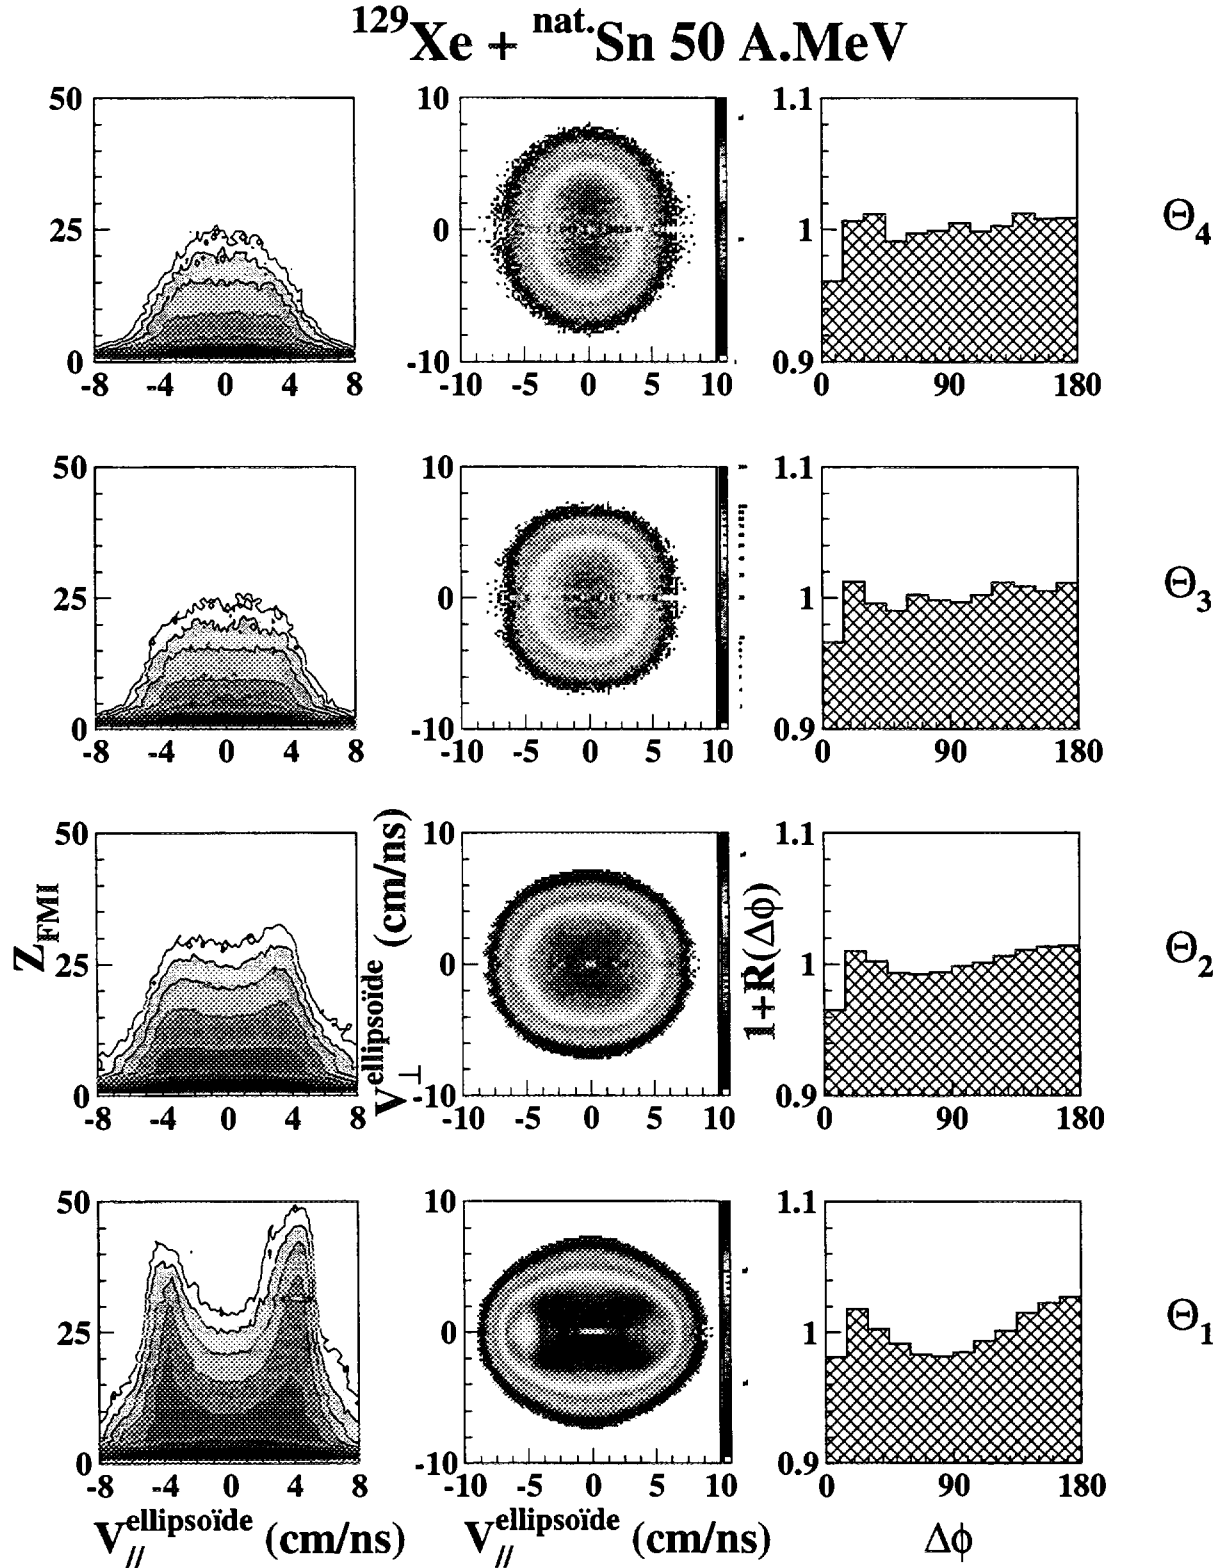 129Xe + nat.Sn 50 A.MeV
50
25
0
-8 -4 0 4 8
10
0
-10
-10 -5 0 5 10
1.1
1
0.9
0 90 180
Θ4
50
25
0
-8 -4 0 4 8
10
0
-10
-10 -5 0 5 10
1.1
1
0.9
0 90 180
Θ3
ZFMI
50
25
0
-8 -4 0 4 8
V⊥ellipsoïde (cm/ns)
10
0
-10
-10 -5 0 5 10
1+R(Δϕ)
1.1
1
0.9
0 90 180
Θ2
50
25
0
-8 -4 0 4 8
V//ellipsoïde (cm/ns)
10
0
-10
-10 -5 0 5 10
V//ellipsoïde (cm/ns)
1.1
1
0.9
0 90 180
Δϕ
Θ1